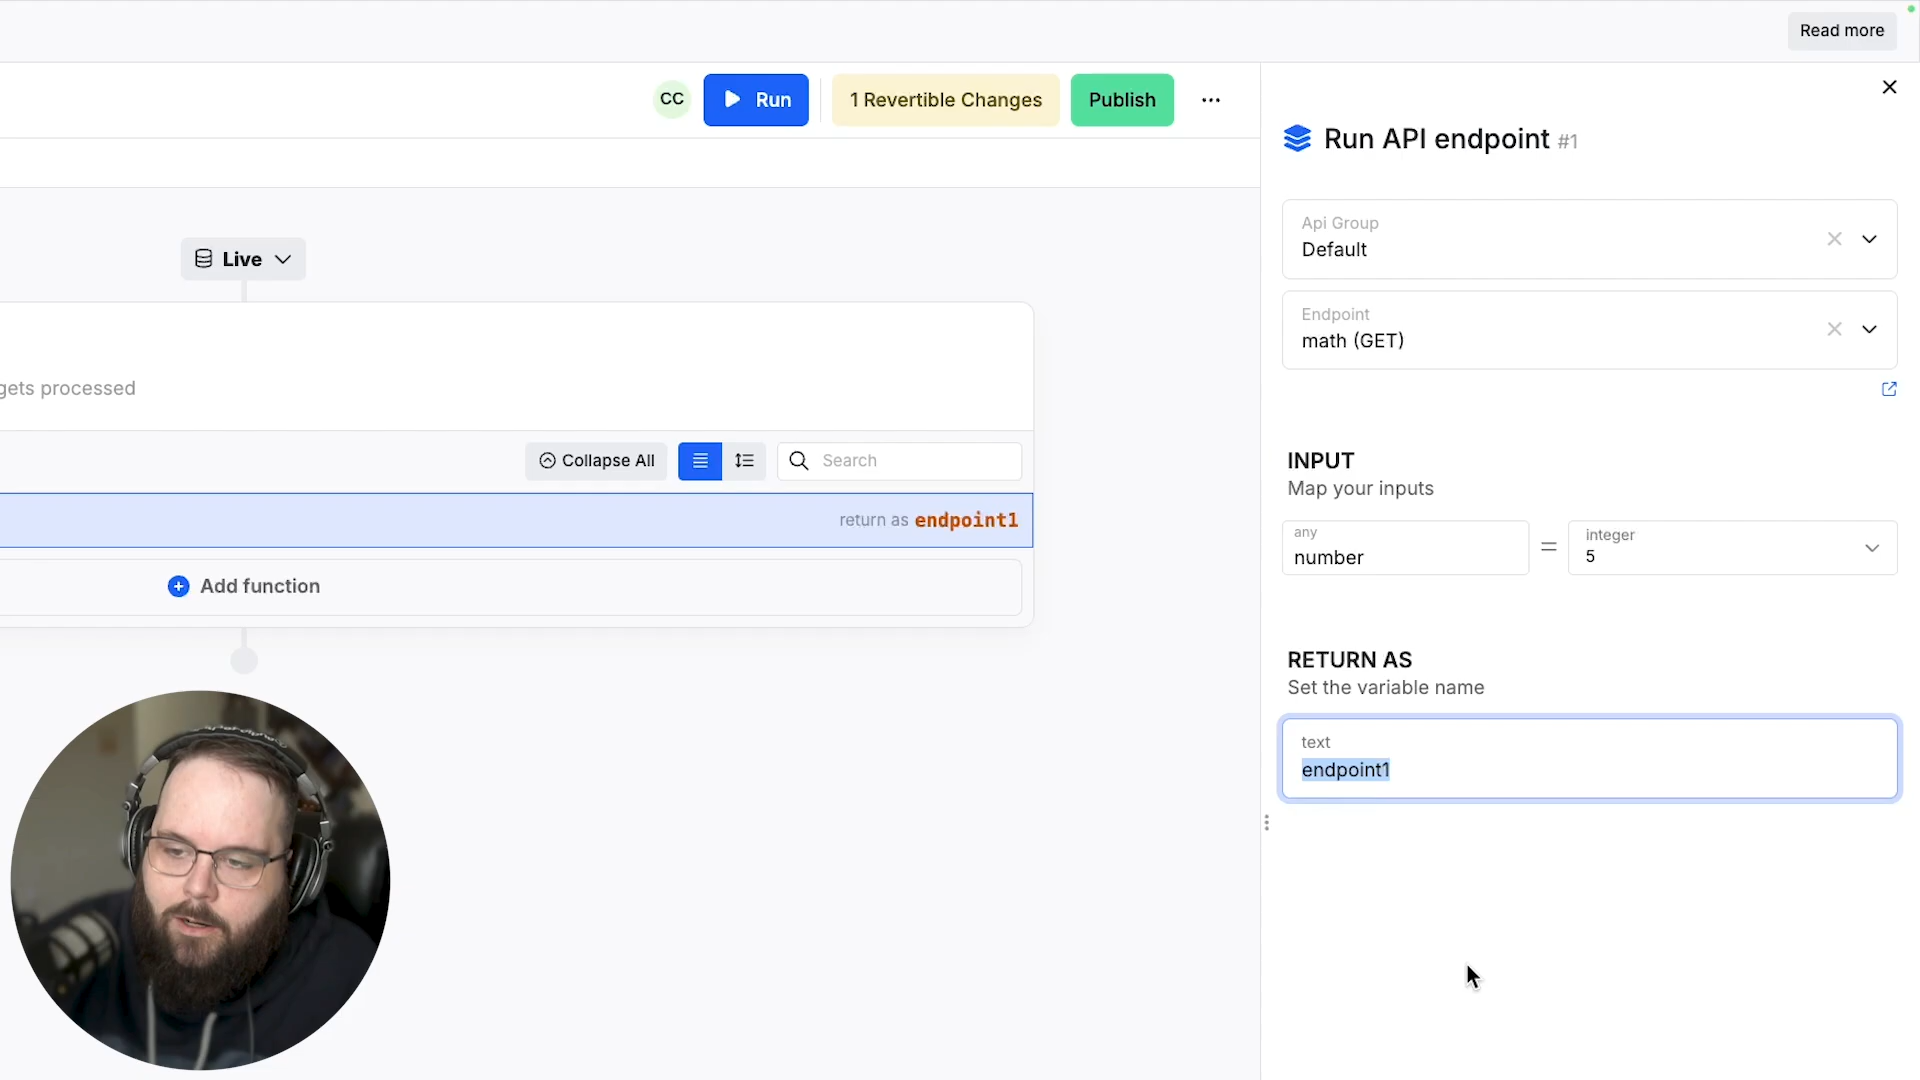 Read more
CC
Run
1 Revertible Changes
Publish
Run API endpoint #1
Api Group
Default
Live
Endpoint
math (GET)
gets processed
Collapse All
Search
INPUT
Map your inputs
return as endpoint1
any
number
=
integer
5
Add function
RETURN AS
Set the variable name
text
endpoint1